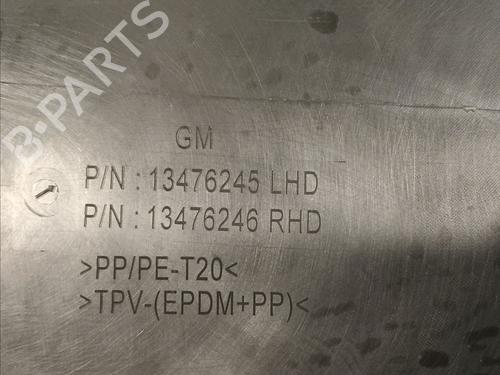 B-PARTS
GM
P/N : 13476245 LHD
P/N : 13476246 RHD
>PP/PE-T20<
>TPV-(EPDM+PP)<